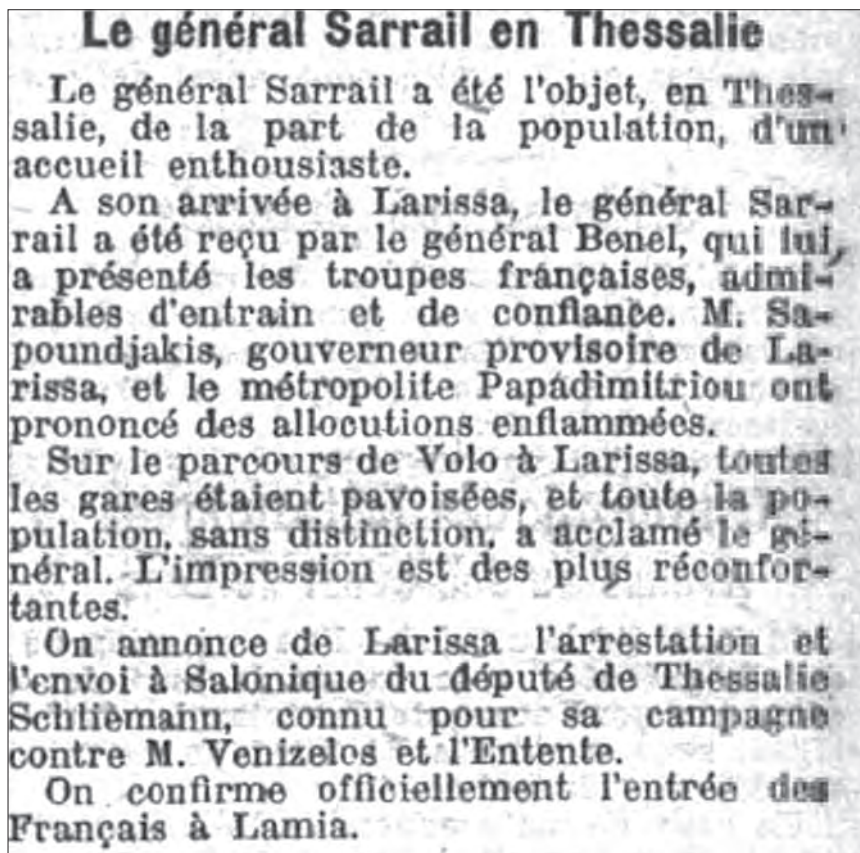 Le général Sarrail en Thessalie
Le général Sarrail a été l'objet, en Thes-
salie, de la part de la population, d'un
accueil enthousiaste.
A son arrivée à Larissa, le général Sar-
rail a été reçu par le général Benel, qui lui,
a présenté les troupes françaises, admi-
rables d'entrain et de confiance. M. Sa-
poundjakis, gouverneur provisoire de La-
rissa, et le métropolite Papadimitriou ont
prononcé des allocutions enflammées.
Sur le parcours de Volo à Larissa, toutes
les gares étaient pavoisées, et toute la po-
pulation, sans distinction, a acclamé le gé-
néral. L'impression est des plus réconfor-
tantes.
On annonce de Larissa l'arrestation et
l'envoi à Salonique du député de Thessalie
Schliemann, connu pour sa campagne
contre M. Venizelos et l'Entente.
On confirme officiellement l'entrée des
Français à Lamia.